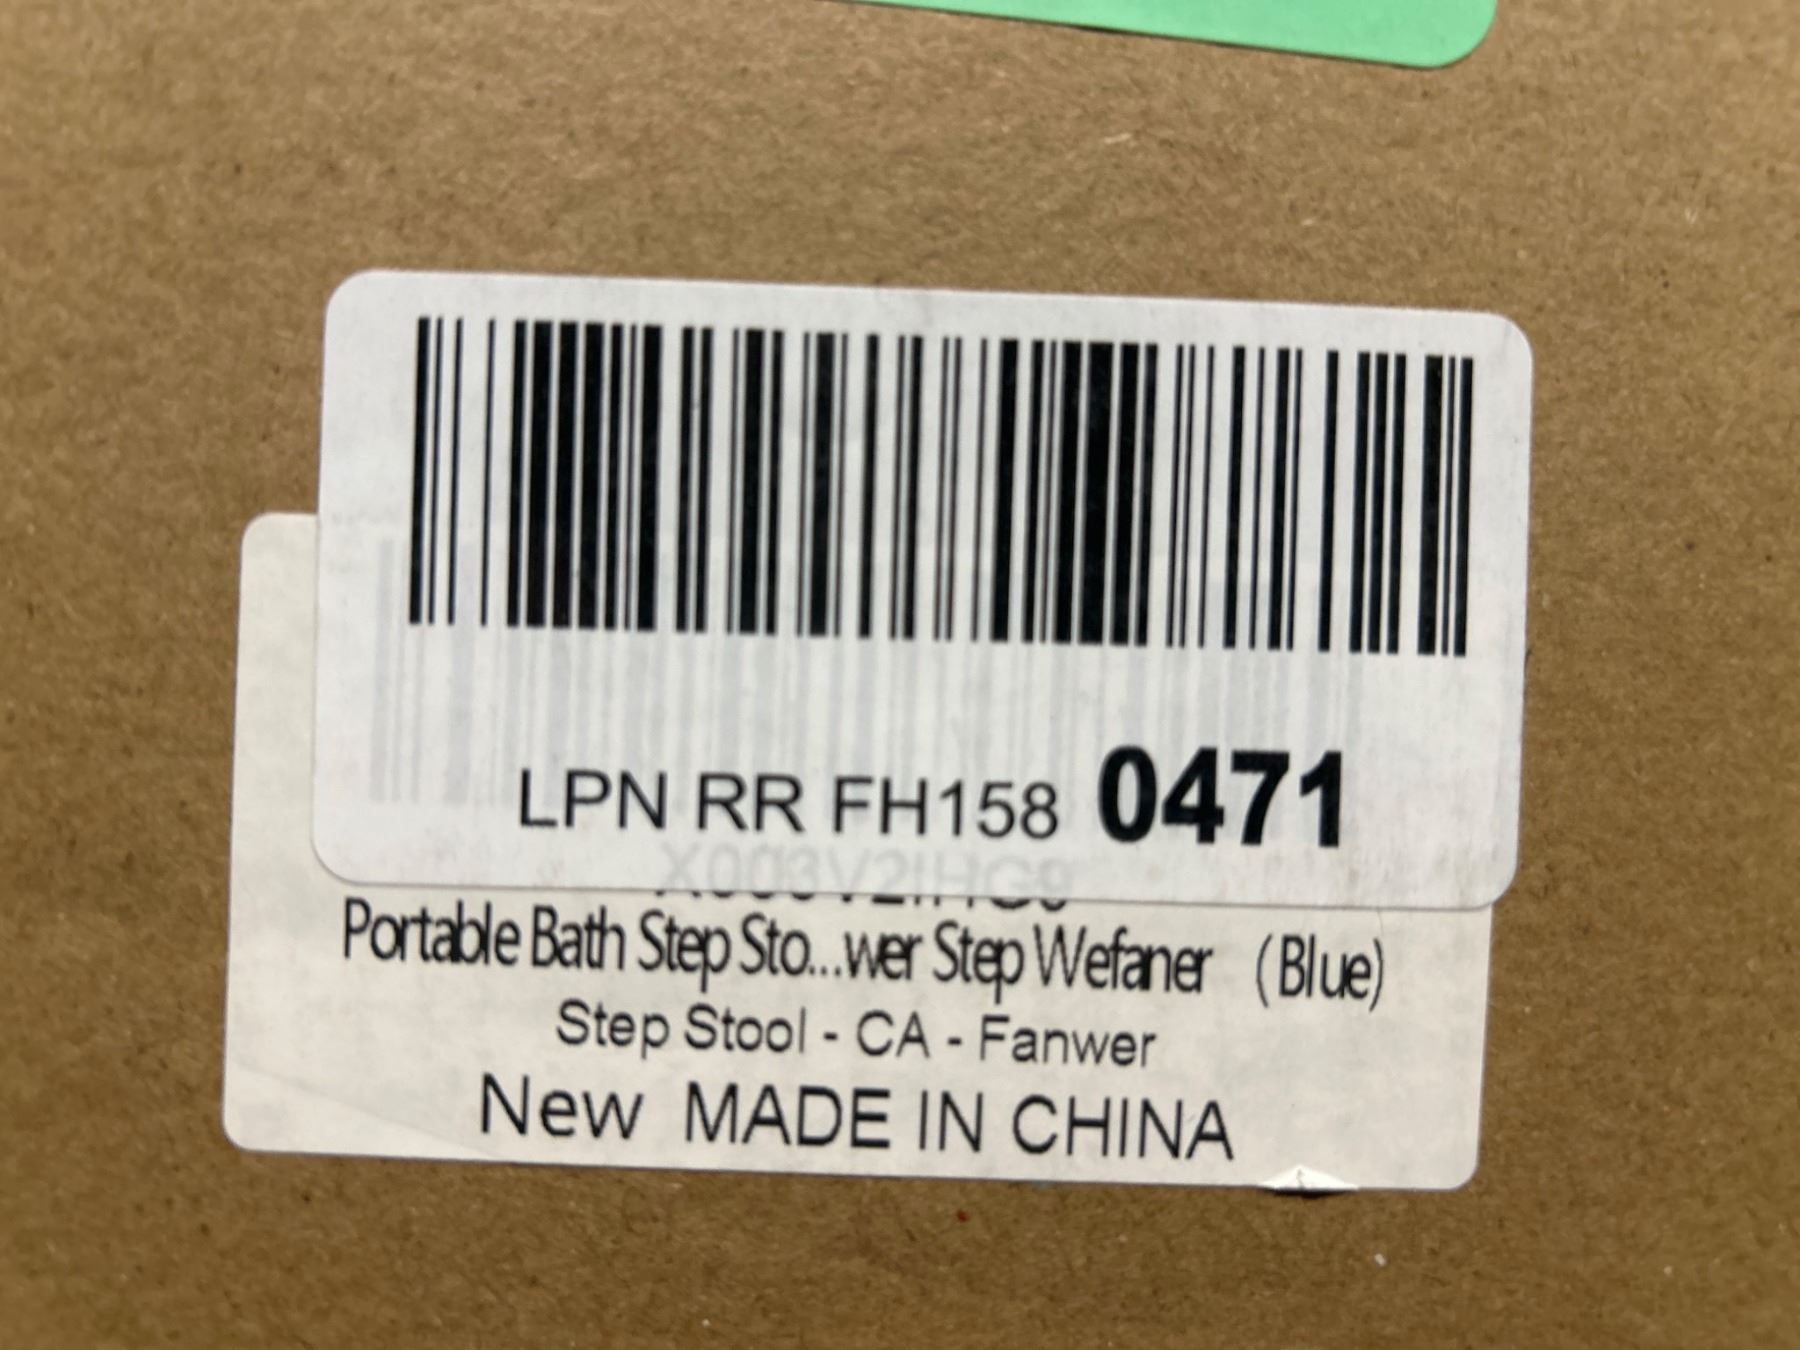 LPN RR FH158 0471
X003V2IHG9
Portable Bath Step Sto...wer Step Wefaner (Blue)
Step Stool - CA - Fanwer
New MADE IN CHINA